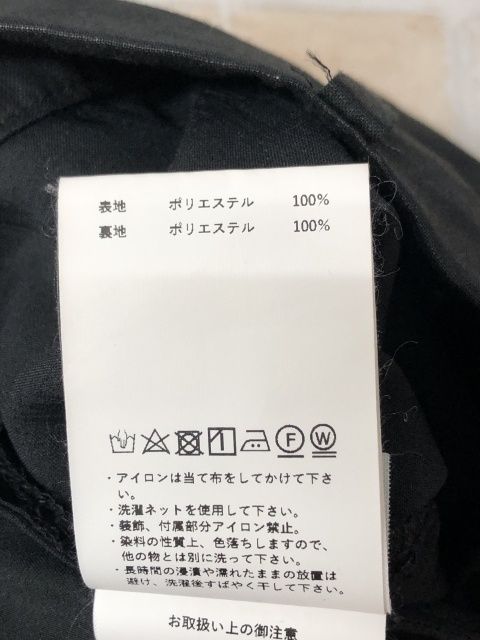 表地 ポリエステル 100%
裏地 ポリエステル 100%
F W
・アイロンは当て布をしてかけて下さ
い。
・洗濯ネットを使用して下さい。
・装飾、付属部分アイロン禁止。
・染料の性質上、色落ちしますので、
他の物とは別に洗って下さい。
・長時間の浸漬や濡れたままの放置は
避け、洗濯後すばやく干して下さい。
お取扱い上の御注意